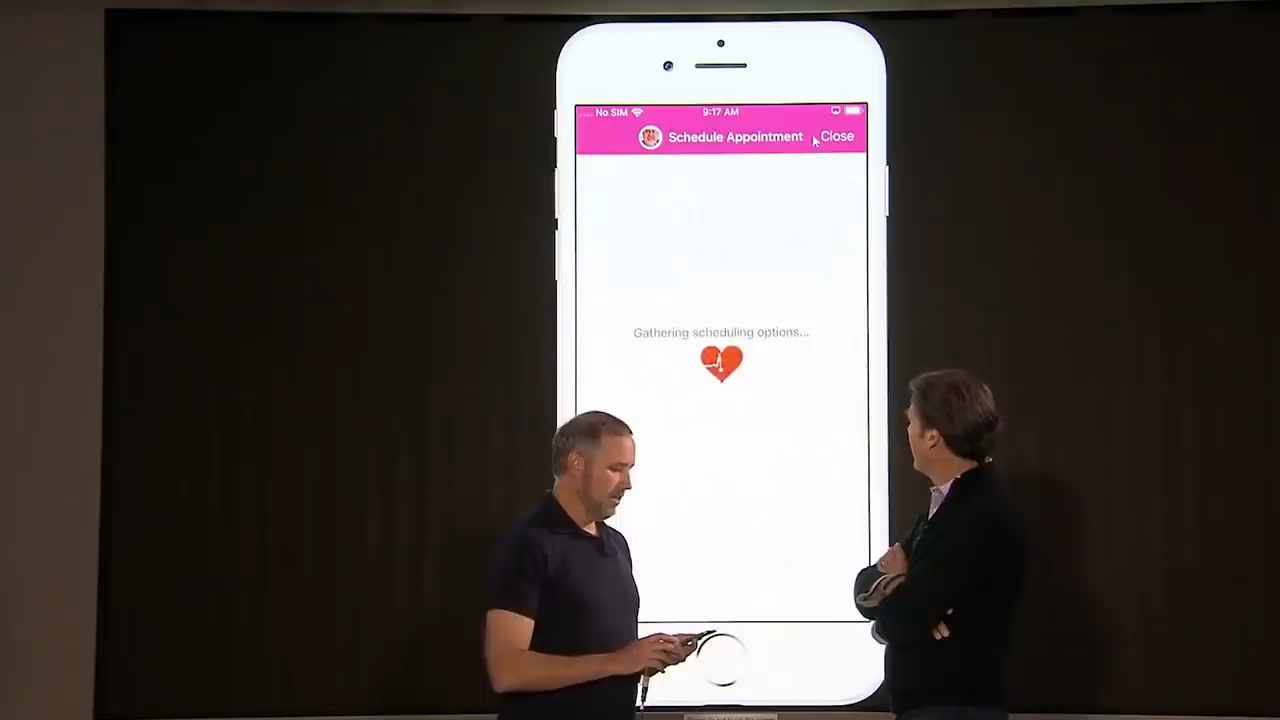 No SIM
9:17 AM
Schedule Appointment
Close
Gathering scheduling options...